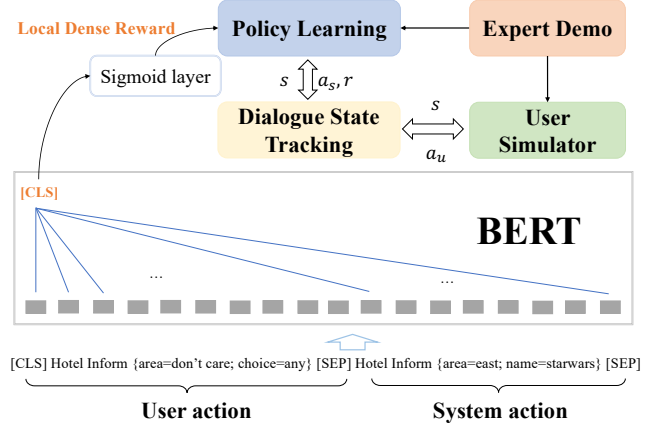 Local Dense Reward
Policy Learning
Expert Demo
Sigmoid layer
s
a_s, r
Dialogue State
Tracking
s
a_u
User
Simulator
[CLS]
BERT
...
...
[CLS] Hotel Inform {area=don't care; choice=any} [SEP] Hotel Inform {area=east; name=starwars} [SEP]
User action
System action